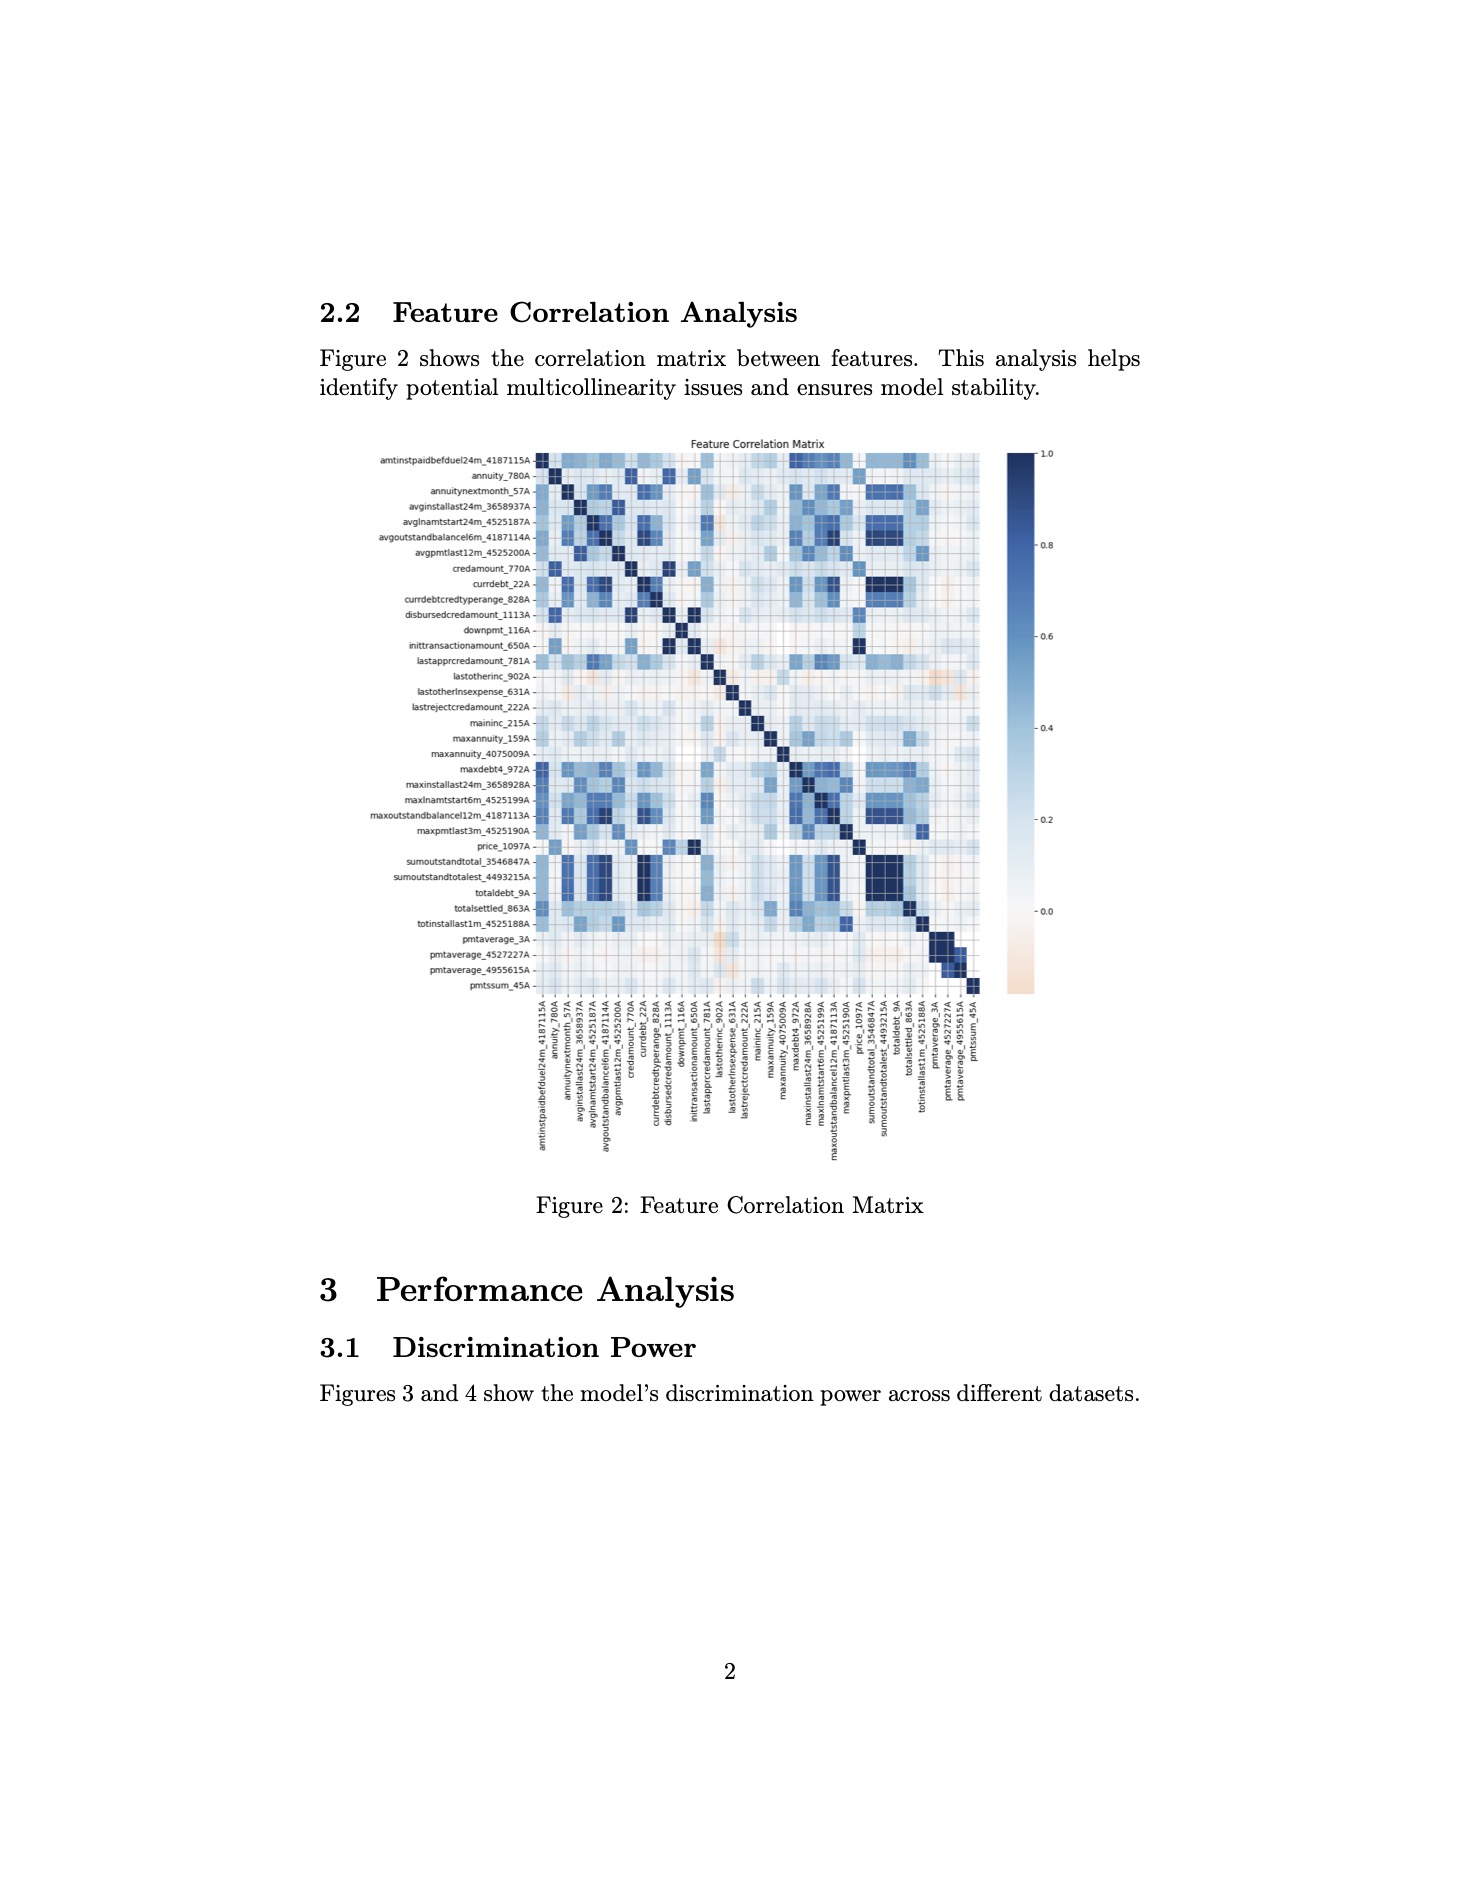 2.2 Feature Correlation Analysis
Figure 2 shows the correlation matrix between features. This analysis helps
identify potential multicollinearity issues and ensures model stability.
Feature Correlation Matrix
amtinstpaidbefduel24m_4187115A
annuity_780A
annuitynextmonth_57A
avginstallast24m_3658937A
avglnamtstart24m_4525187A
avgoutstandbalancel6m_4187114A
avgpmtlast12m_4525200A
credamount_770A
currdebt_22A
currdebtcredtyperange_828A
disbursedcredamount_1113A
downpmt_116A
inittransactionamount_650A
lastapprcredamount_781A
lastotherinc_902A
lastotherlnsexpense_631A
lastrejectcredamount_222A
maininc_215A
maxannuity_159A
maxannuity_4075009A
maxdebt4_972A
maxinstallast24m_3658928A
maxlnamtstart6m_4525199A
maxoutstandbalancel12m_4187113A
maxpmtlast3m_4525190A
price_1097A
sumoutstandtotal_3546847A
sumoutstandtotalest_4493215A
totaldebt_9A
totalsettled_863A
totinstallast1m_4525188A
pmtaverage_3A
pmtaverage_4527227A
pmtaverage_4955615A
pmtssum_45A
1.0
0.8
0.6
0.4
0.2
0.0
amtinstpaidbefduel24m_4187115A
annuity_780A
annuitynextmonth_57A
avginstallast24m_3658937A
avglnamtstart24m_4525187A
avgoutstandbalancel6m_4187114A
avgpmtlast12m_4525200A
credamount_770A
currdebt_22A
currdebtcredtyperange_828A
disbursedcredamount_1113A
downpmt_116A
inittransactionamount_650A
lastapprcredamount_781A
lastotherinc_902A
lastotherlnsexpense_631A
lastrejectcredamount_222A
maininc_215A
maxannuity_159A
maxannuity_4075009A
maxdebt4_972A
maxinstallast24m_3658928A
maxlnamtstart6m_4525199A
maxoutstandbalancel12m_4187113A
maxpmtlast3m_4525190A
price_1097A
sumoutstandtotal_3546847A
sumoutstandtotalest_4493215A
totaldebt_9A
totalsettled_863A
totinstallast1m_4525188A
pmtaverage_3A
pmtaverage_4527227A
pmtaverage_4955615A
pmtssum_45A
Figure 2: Feature Correlation Matrix
3 Performance Analysis
3.1 Discrimination Power
Figures 3 and 4 show the model's discrimination power across different datasets.
2